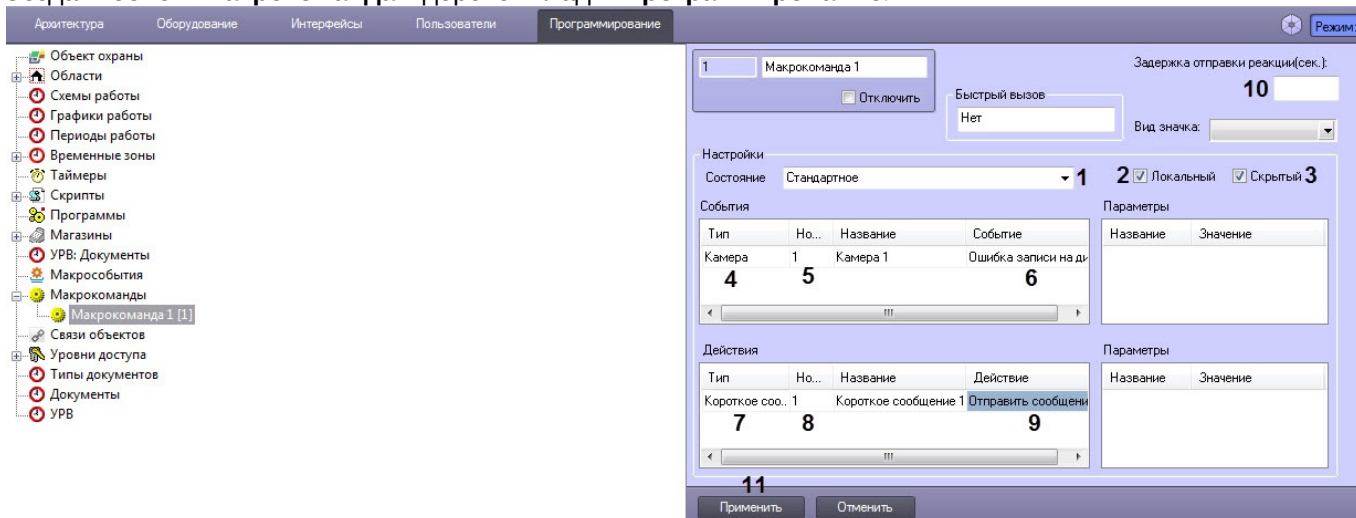 Архитектура Оборудование Интерфейсы Пользователи Программирование Режим:
Объект охраны
Области
Схемы работы
Графики работы
Периоды работы
Временные зоны
Таймеры
Скрипты
Программы
Магазины
УРВ: Документы
Макрособытия
Макрокоманды
Макрокоманда 1 [1]
Связи объектов
Уровни доступа
Типы документов
Документы
УРВ
1 Макрокоманда 1
Отключить
Быстрый вызов
Нет
Задержка отправки реакции(сек.):
10
Вид значка:
Настройки
Состояние Стандартное 1 2 Локальный Скрытый 3
События
Тип Но... Название Событие
Камера 1 Камера 1 Ошибка записи на ди
4 5 6
Параметры
Название Значение
Действия
Тип Но... Название Действие
Короткое соо.. 1 Короткое сообщение 1 Отправить сообщени
7 8 9
Параметры
Название Значение
11
Применить Отменить